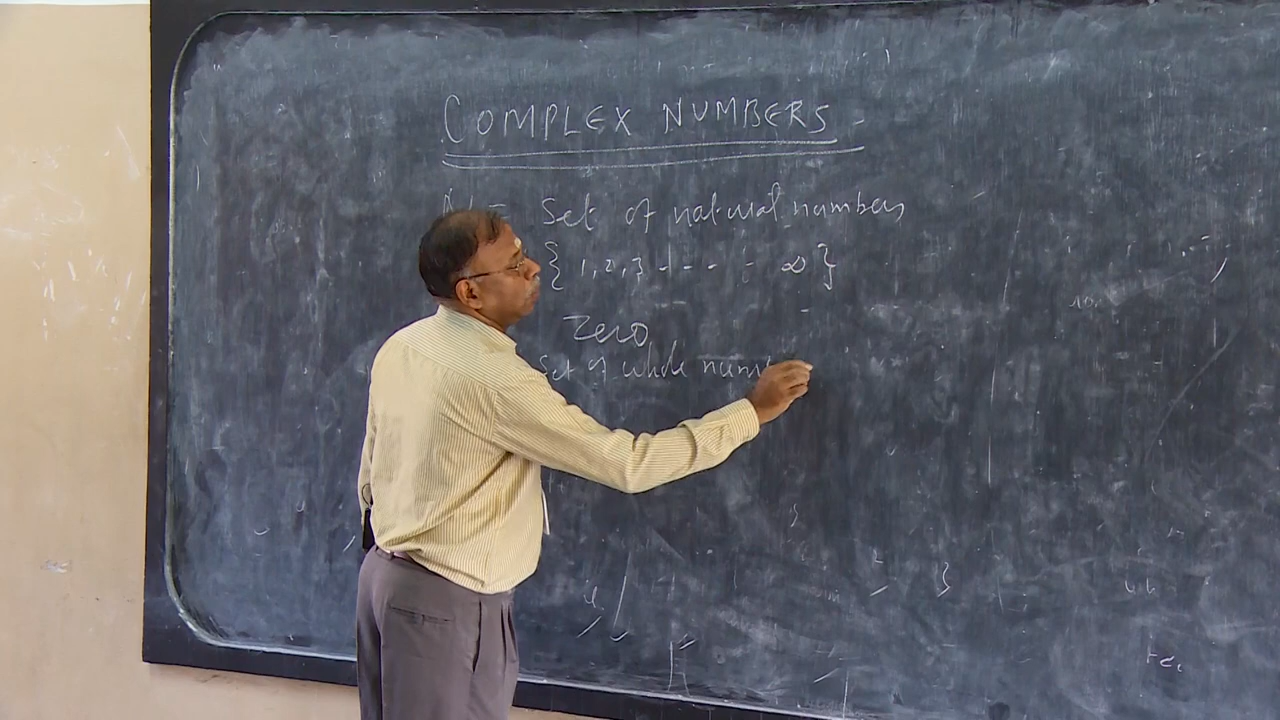 COMPLEX NUMBERS
N = Set of natural numbers
{ 1, 2, 3 - - - - ∞ }
Zero
Set of whole num